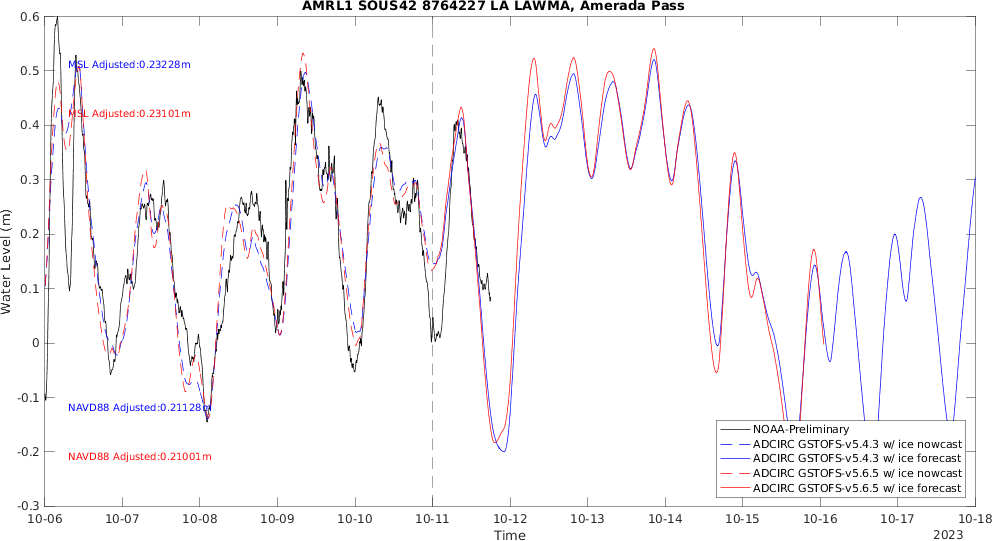 AMRL1 SOUS42 8764227 LA LAWMA, Amerada Pass
0.6
0.5
0.4
0.3
0.2
0.1
0
-0.1
-0.2
-0.3
Water Level (m)
MSL Adjusted:0.23228m
MSL Adjusted:0.23101m
NAVD88 Adjusted:0.21128m
NAVD88 Adjusted:0.21001m
NOAA-Preliminary
ADCIRC GSTOFS-v5.4.3 w/ ice nowcast
ADCIRC GSTOFS-v5.4.3 w/ ice forecast
ADCIRC GSTOFS-v5.6.5 w/ ice nowcast
ADCIRC GSTOFS-v5.6.5 w/ ice forecast
10-06 10-07 10-08 10-09 10-10 10-11 10-12 10-13 10-14 10-15 10-16 10-17 10-18
Time
2023